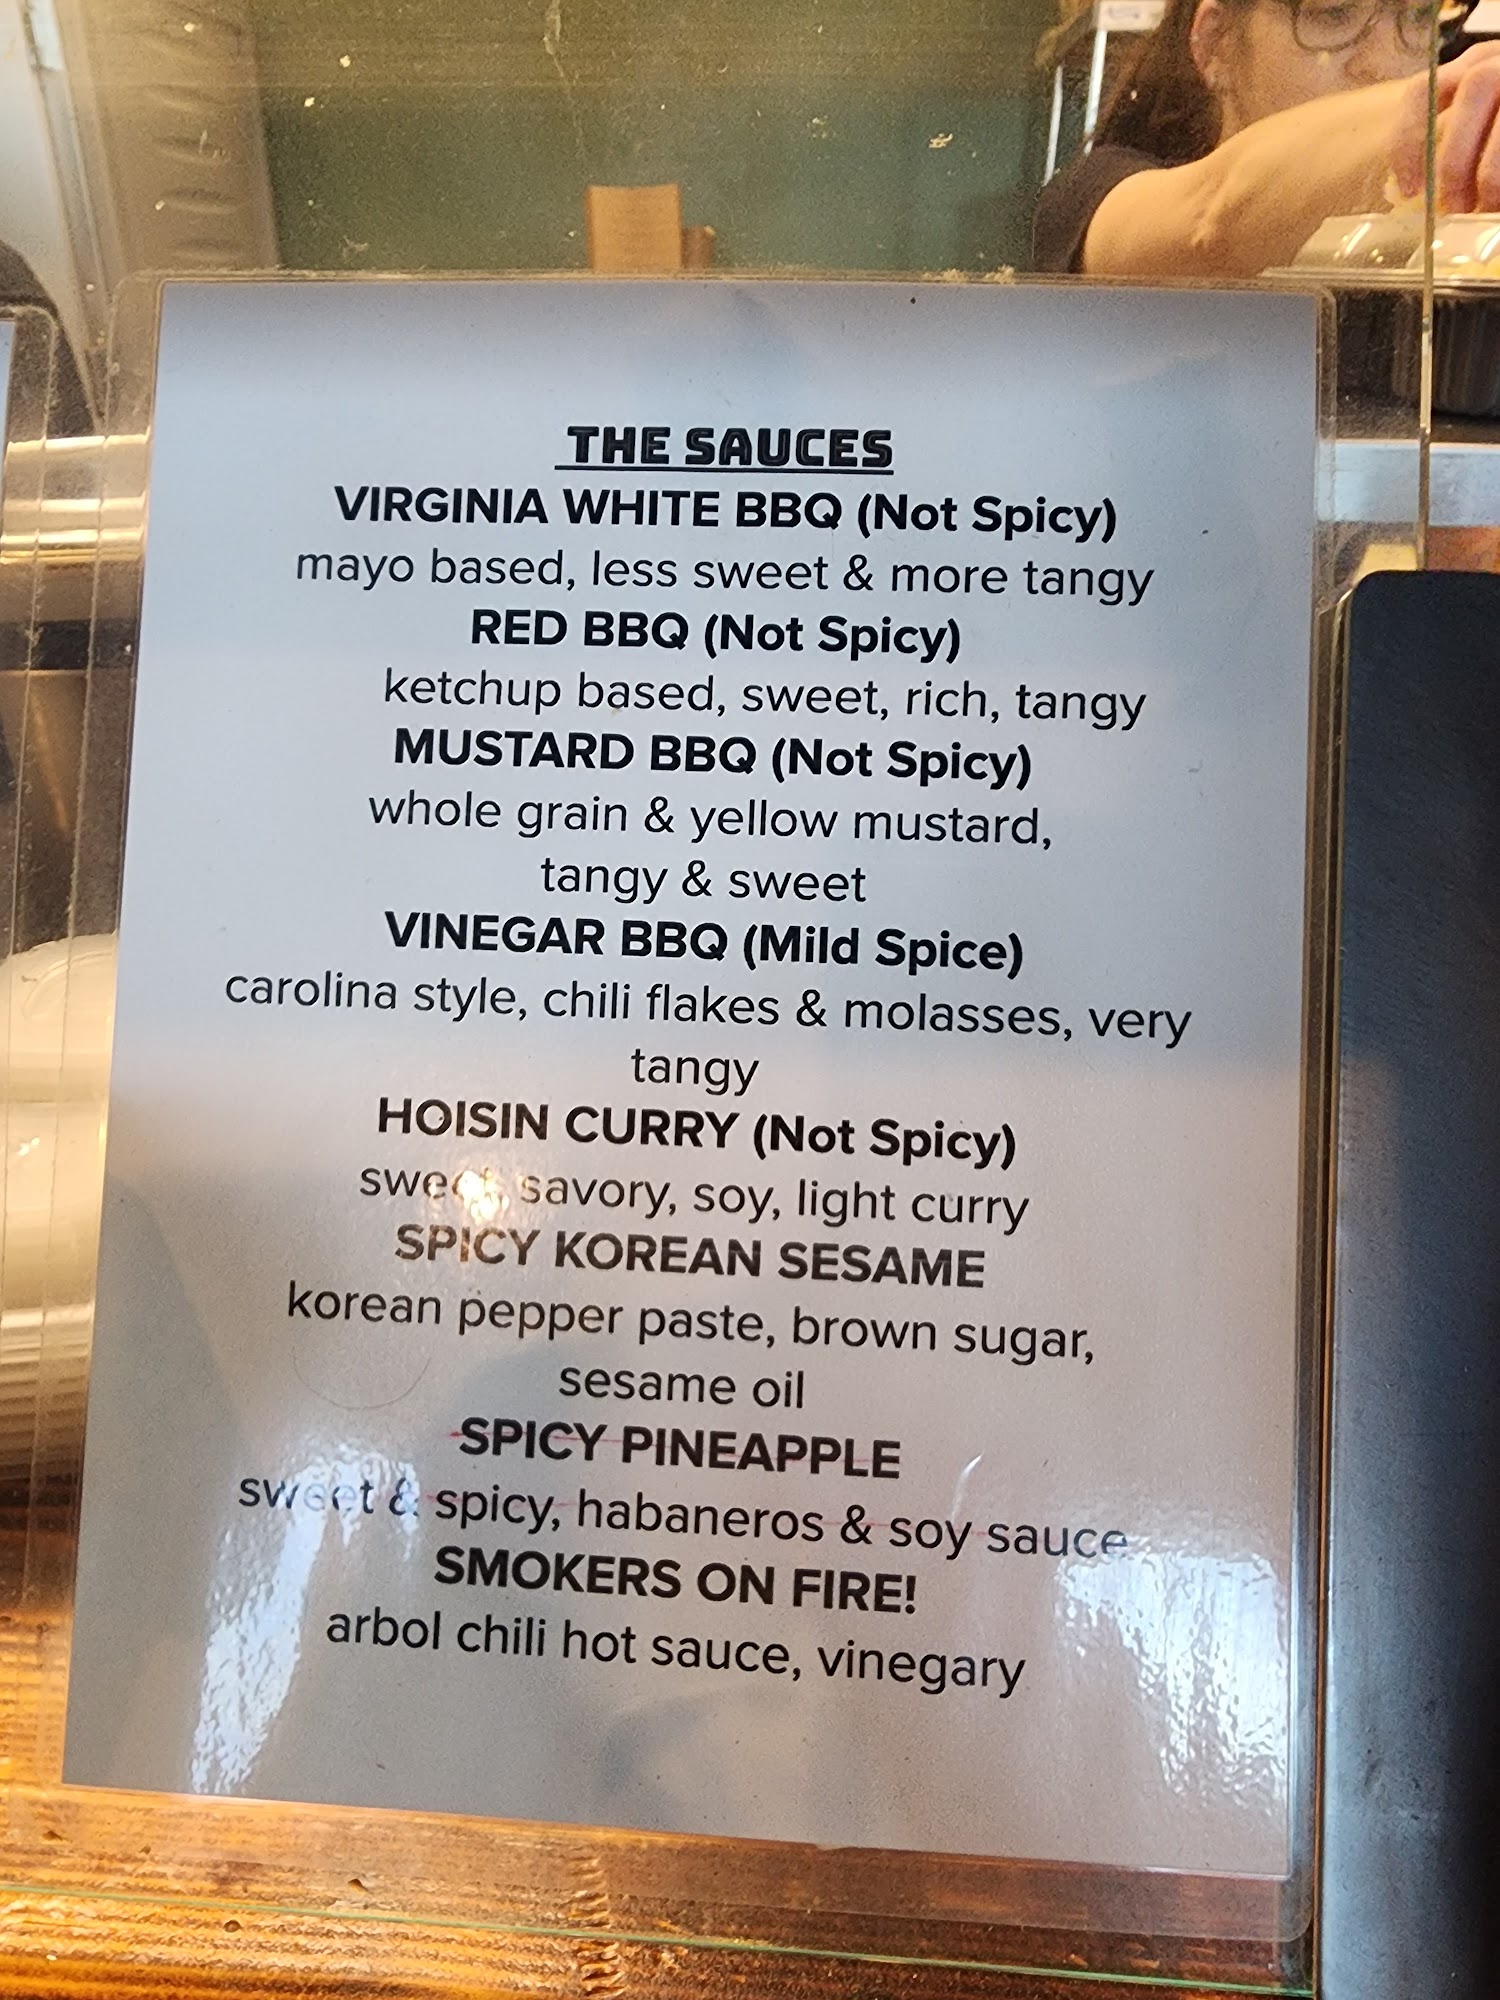 THE SAUCES
VIRGINIA WHITE BBQ (Not Spicy)
mayo based, less sweet & more tangy
RED BBQ (Not Spicy)
ketchup based, sweet, rich, tangy
MUSTARD BBQ (Not Spicy)
whole grain & yellow mustard,
tangy & sweet
VINEGAR BBQ (Mild Spice)
carolina style, chili flakes & molasses, very
tangy
HOISIN CURRY (Not Spicy)
sweet, savory, soy, light curry
SPICY KOREAN SESAME
korean pepper paste, brown sugar,
sesame oil
SPICY PINEAPPLE
sweet & spicy, habaneros & soy sauce
SMOKERS ON FIRE!
arbol chili hot sauce, vinegary